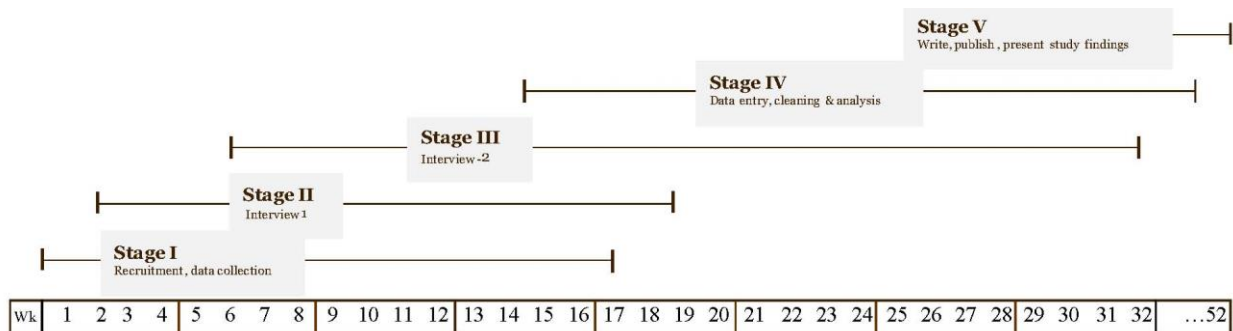 Stage V
Write, publish, present study findings
Stage IV
Data entry, cleaning & analysis
Stage III
Interview-2
Stage II
Interview 1
Stage I
Recruitment, data collection
Wk 1 2 3 4 5 6 7 8 9 10 11 12 13 14 15 16 17 18 19 20 21 22 23 24 25 26 27 28 29 30 31 32 ...52